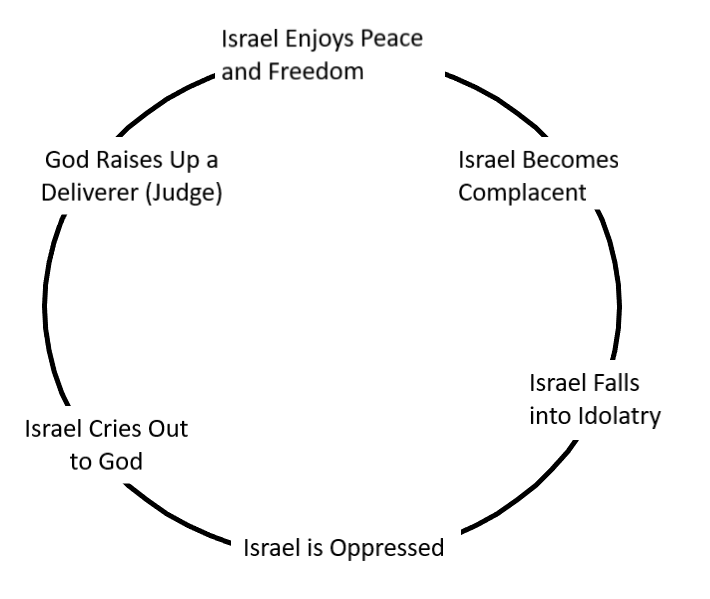 Israel Enjoys Peace
and Freedom
Israel Becomes
Complacent
Israel Falls
into Idolatry
Israel is Oppressed
Israel Cries Out
to God
God Raises Up a
Deliverer (Judge)